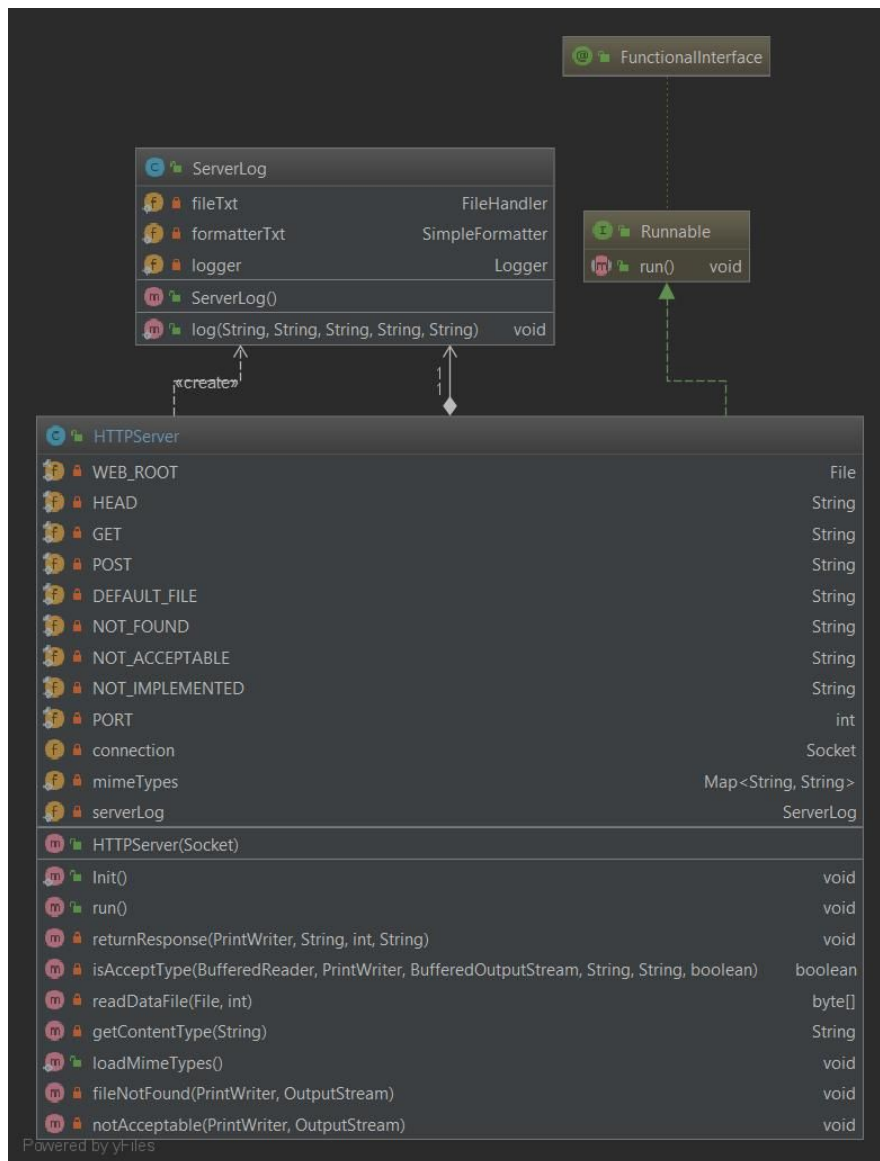 FunctionalInterface
ServerLog
fileTxt FileHandler
formatterTxt SimpleFormatter
logger Logger
ServerLog()
log(String, String, String, String, String) void
Runnable
run() void
«create»
1
1
HTTPServer
WEB_ROOT File
HEAD String
GET String
POST String
DEFAULT_FILE String
NOT_FOUND String
NOT_ACCEPTABLE String
NOT_IMPLEMENTED String
PORT int
connection Socket
mimeTypes Map<String, String>
serverLog ServerLog
HTTPServer(Socket)
Init() void
run() void
returnResponse(PrintWriter, String, int, String) void
isAcceptType(BufferedReader, PrintWriter, BufferedOutputStream, String, String, boolean) boolean
readDataFile(File, int) byte[]
getContentType(String) String
loadMimeTypes() void
fileNotFound(PrintWriter, OutputStream) void
notAcceptable(PrintWriter, OutputStream) void
Powered by yFiles